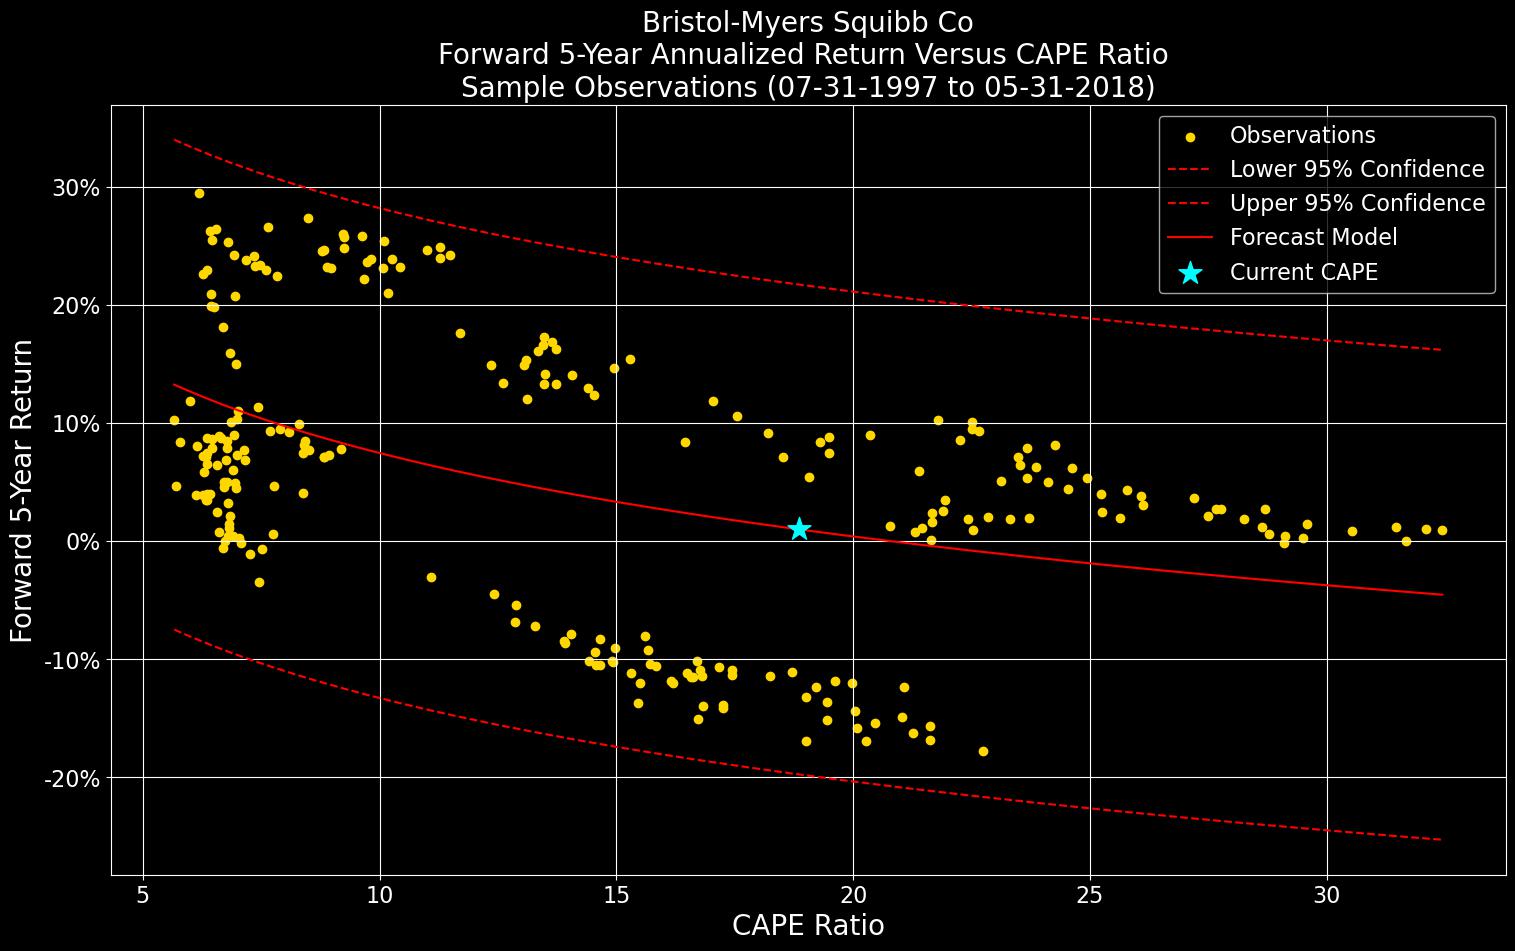 Bristol-Myers Squibb Co
Forward 5-Year Annualized Return Versus CAPE Ratio
Sample Observations (07-31-1997 to 05-31-2018)
Observations
Lower 95% Confidence
Upper 95% Confidence
Forecast Model
Current CAPE
Forward 5-Year Return
30%
20%
10%
0%
-10%
-20%
5
10
15
20
25
30
CAPE Ratio